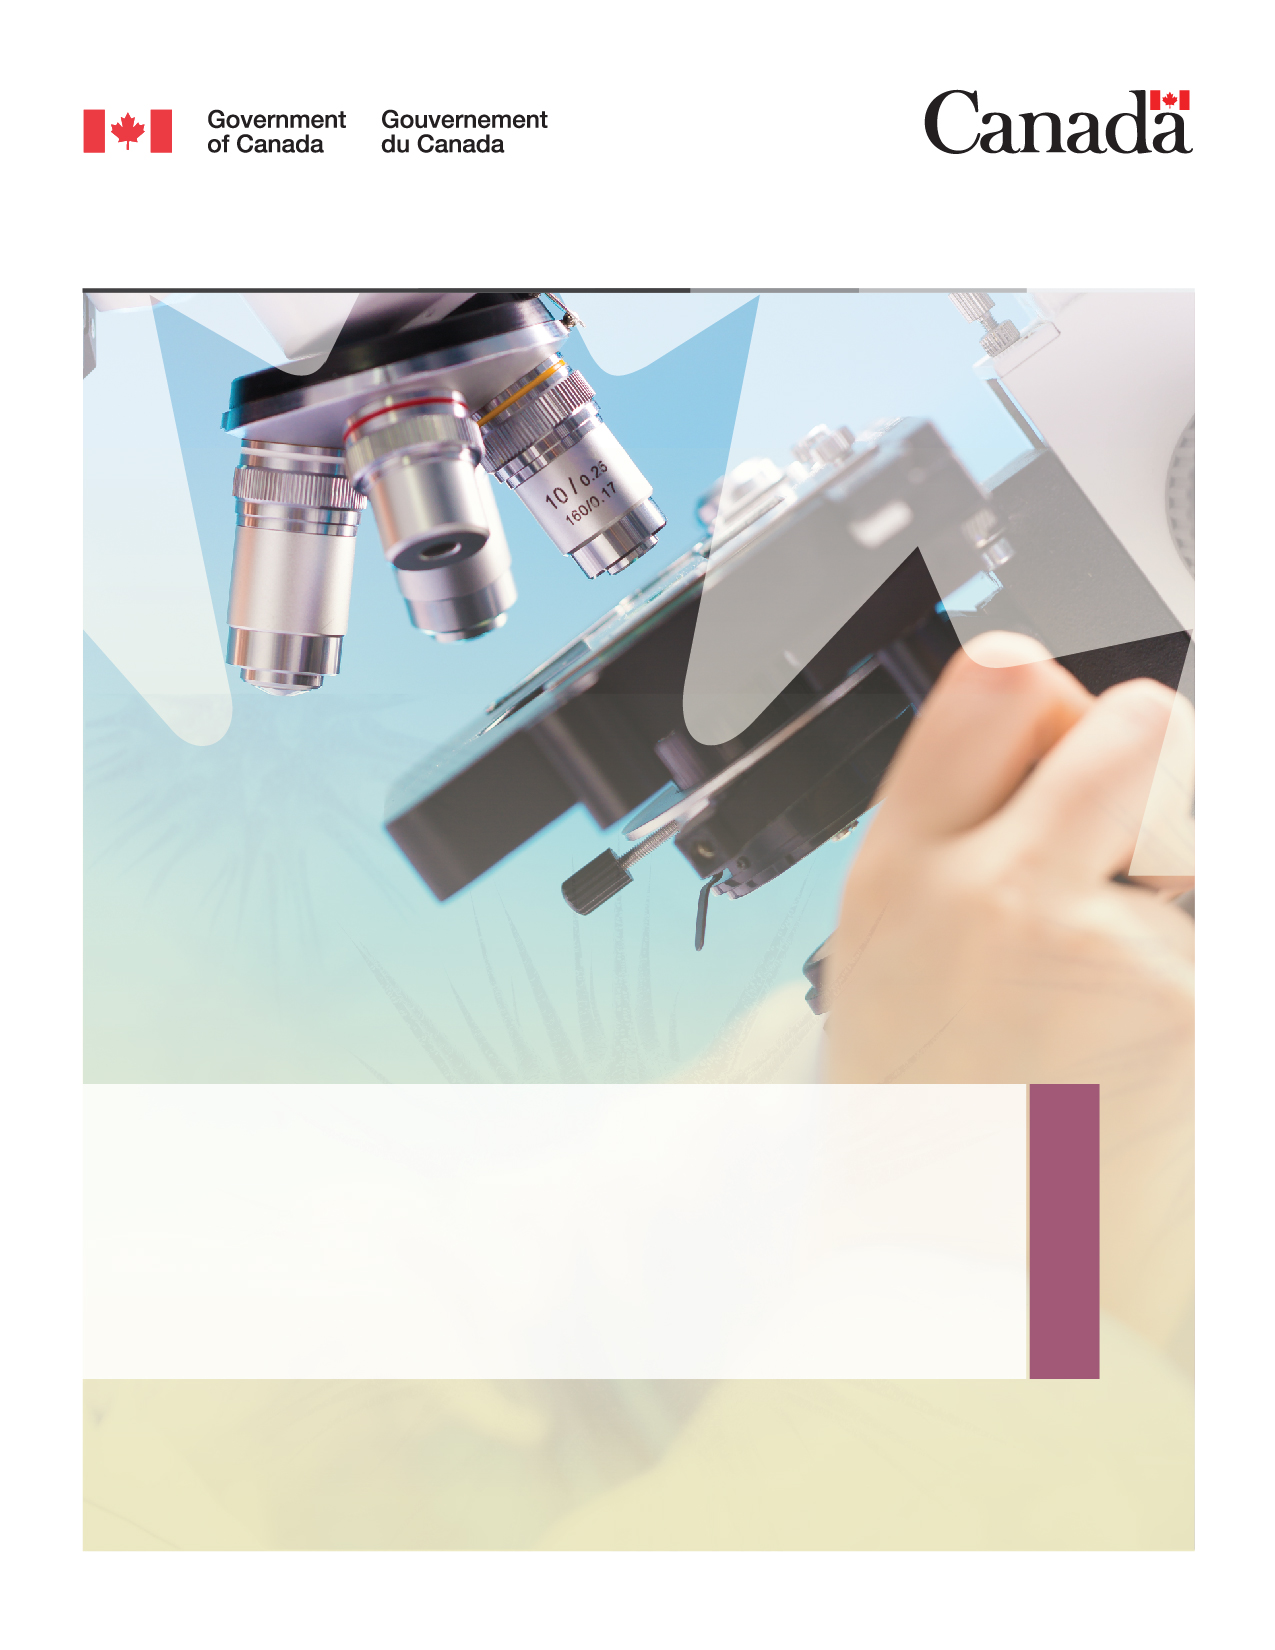 Government
of Canada
Gouvernement
du Canada
Canada
10 / 0.25
160/0.17